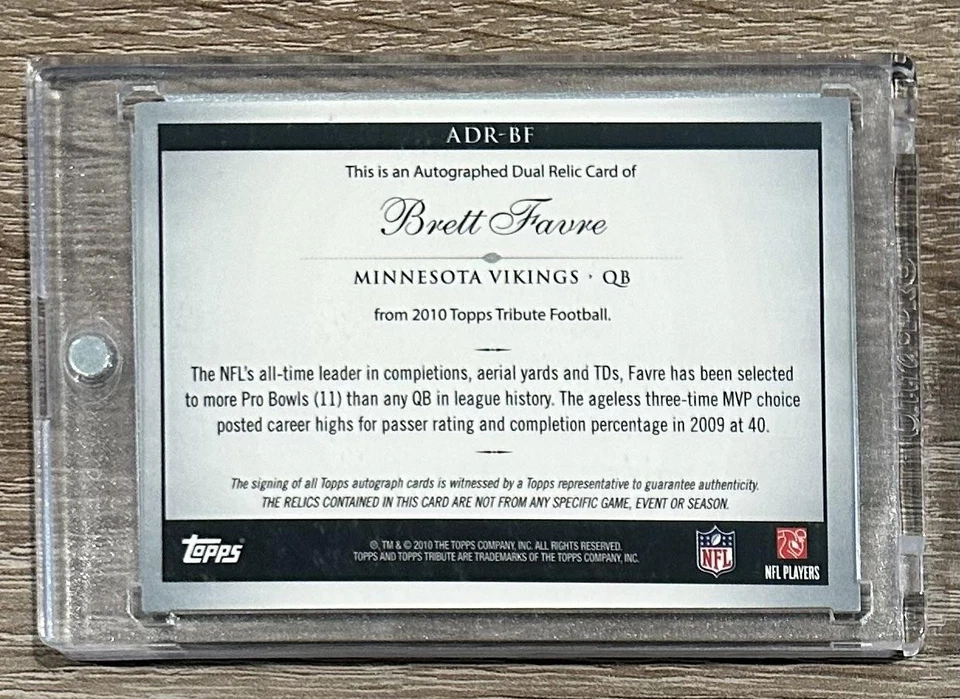 ADR-BF
This is an Autographed Dual Relic Card of
Brett Favre
MINNESOTA VIKINGS · QB
from 2010 Topps Tribute Football.
The NFL's all-time leader in completions, aerial yards and TDs, Favre has been selected
to more Pro Bowls (11) than any QB in league history. The ageless three-time MVP choice
posted career highs for passer rating and completion percentage in 2009 at 40.
The signing of all Topps autograph cards is witnessed by a Topps representative to guarantee authenticity.
THE RELICS CONTAINED IN THIS CARD ARE NOT FROM ANY SPECIFIC GAME, EVENT OR SEASON.
topps
®, TM & © 2010 THE TOPPS COMPANY, INC. ALL RIGHTS RESERVED.
TOPPS AND TOPPS TRIBUTE ARE TRADEMARKS OF THE TOPPS COMPANY, INC.
NFL
NFL PLAYERS